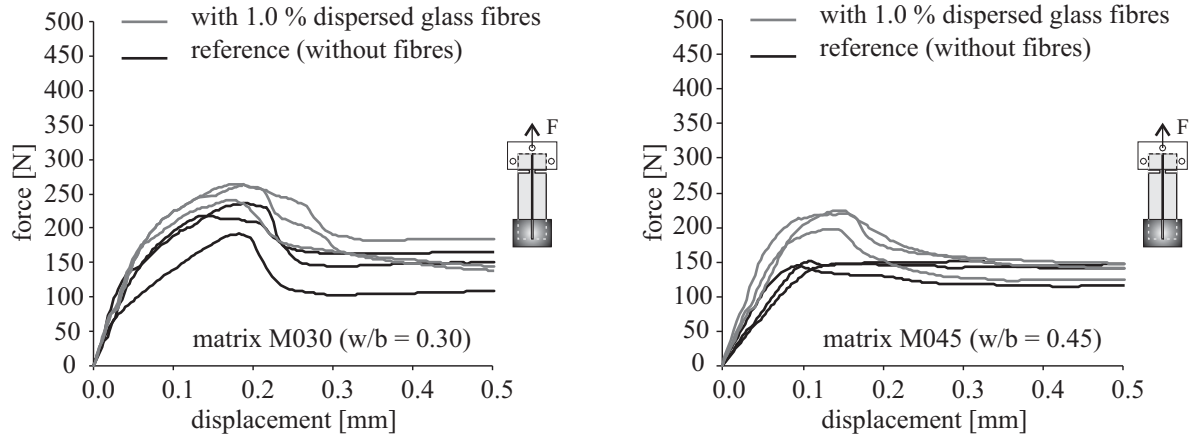 with 1.0 % dispersed glass fibres
reference (without fibres)
500
450
400
350
300
250
200
150
100
50
0
force [N]
F
matrix M030 (w/b = 0.30)
0.0 0.1 0.2 0.3 0.4 0.5
displacement [mm]
with 1.0 % dispersed glass fibres
reference (without fibres)
500
450
400
350
300
250
200
150
100
50
0
force [N]
F
matrix M045 (w/b = 0.45)
0.0 0.1 0.2 0.3 0.4 0.5
displacement [mm]